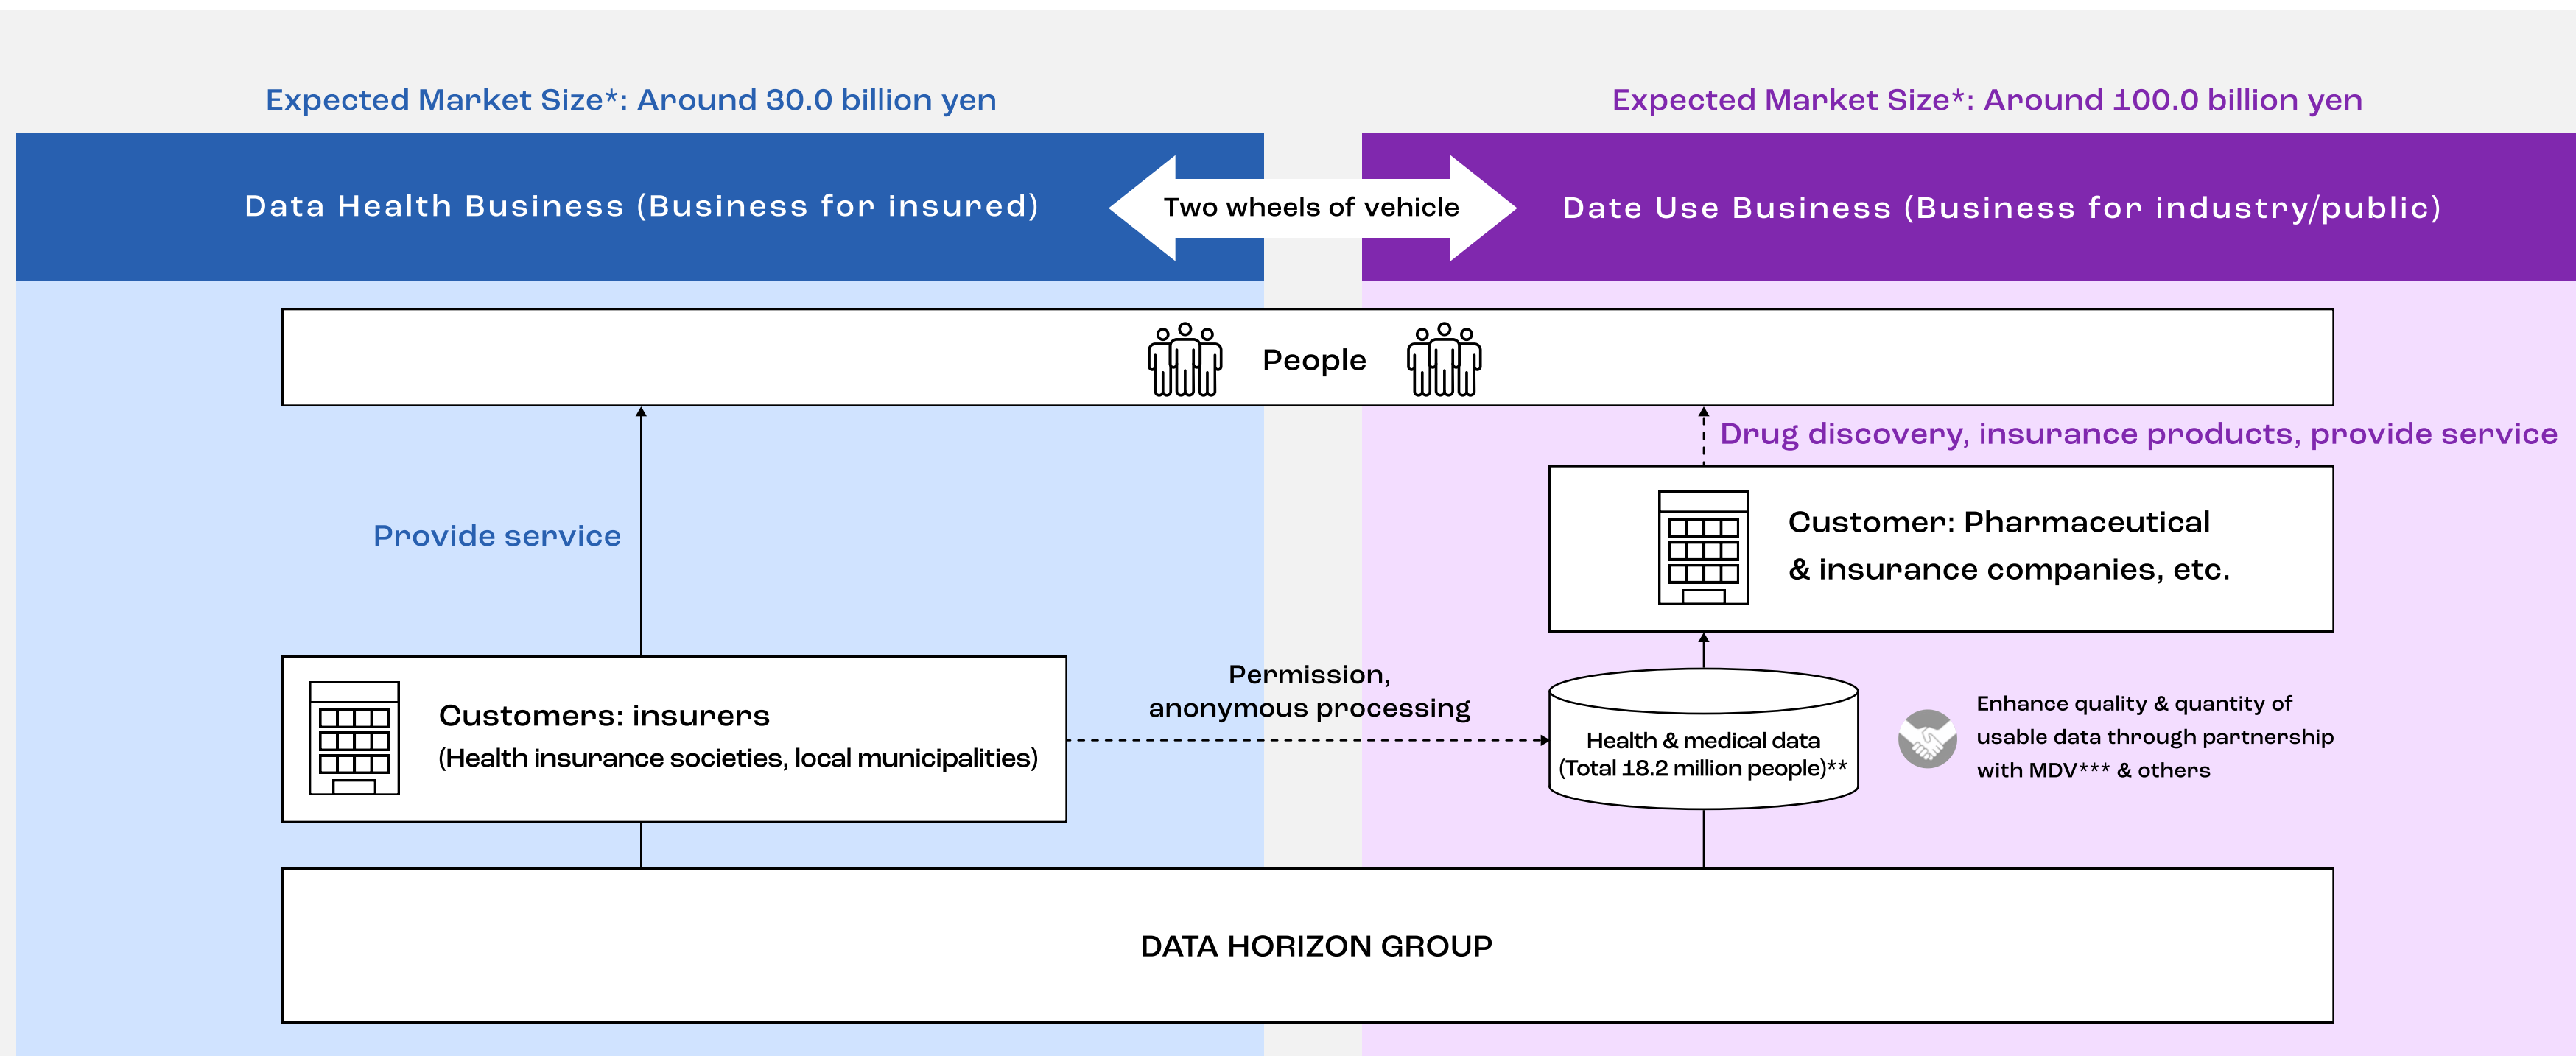 Expected Market Size*: Around 30.0 billion yen
Expected Market Size*: Around 100.0 billion yen
Data Health Business (Business for insured)
Two wheels of vehicle
Date Use Business (Business for industry/public)
People
Drug discovery, insurance products, provide service
Provide service
Customer: Pharmaceutical
& insurance companies, etc.
Customers: insurers
(Health insurance societies, local municipalities)
Permission,
anonymous processing
Health & medical data
(Total 18.2 million people)**
Enhance quality & quantity of
usable data through partnership
with MDV*** & others
DATA HORIZON GROUP